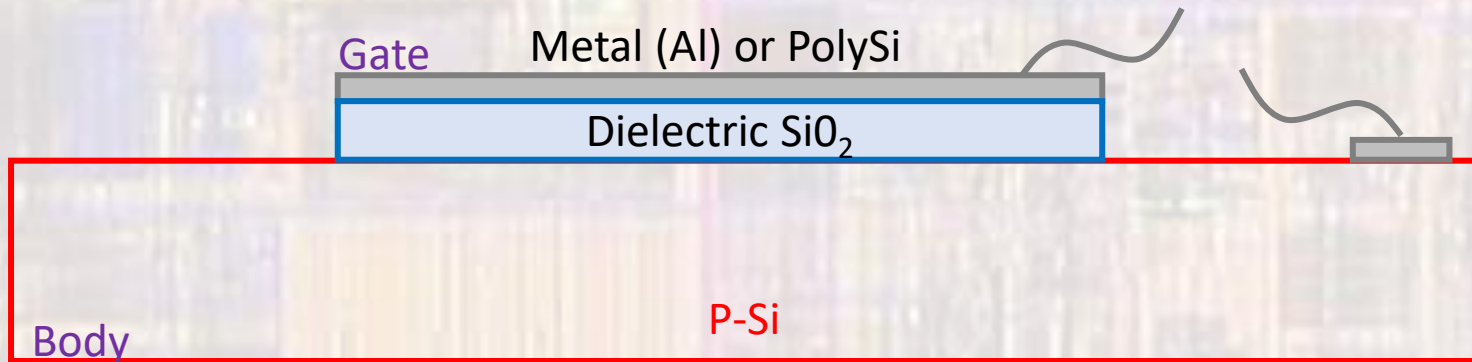 Gate
Metal (Al) or PolySi
Dielectric Si0₂
P-Si
Body